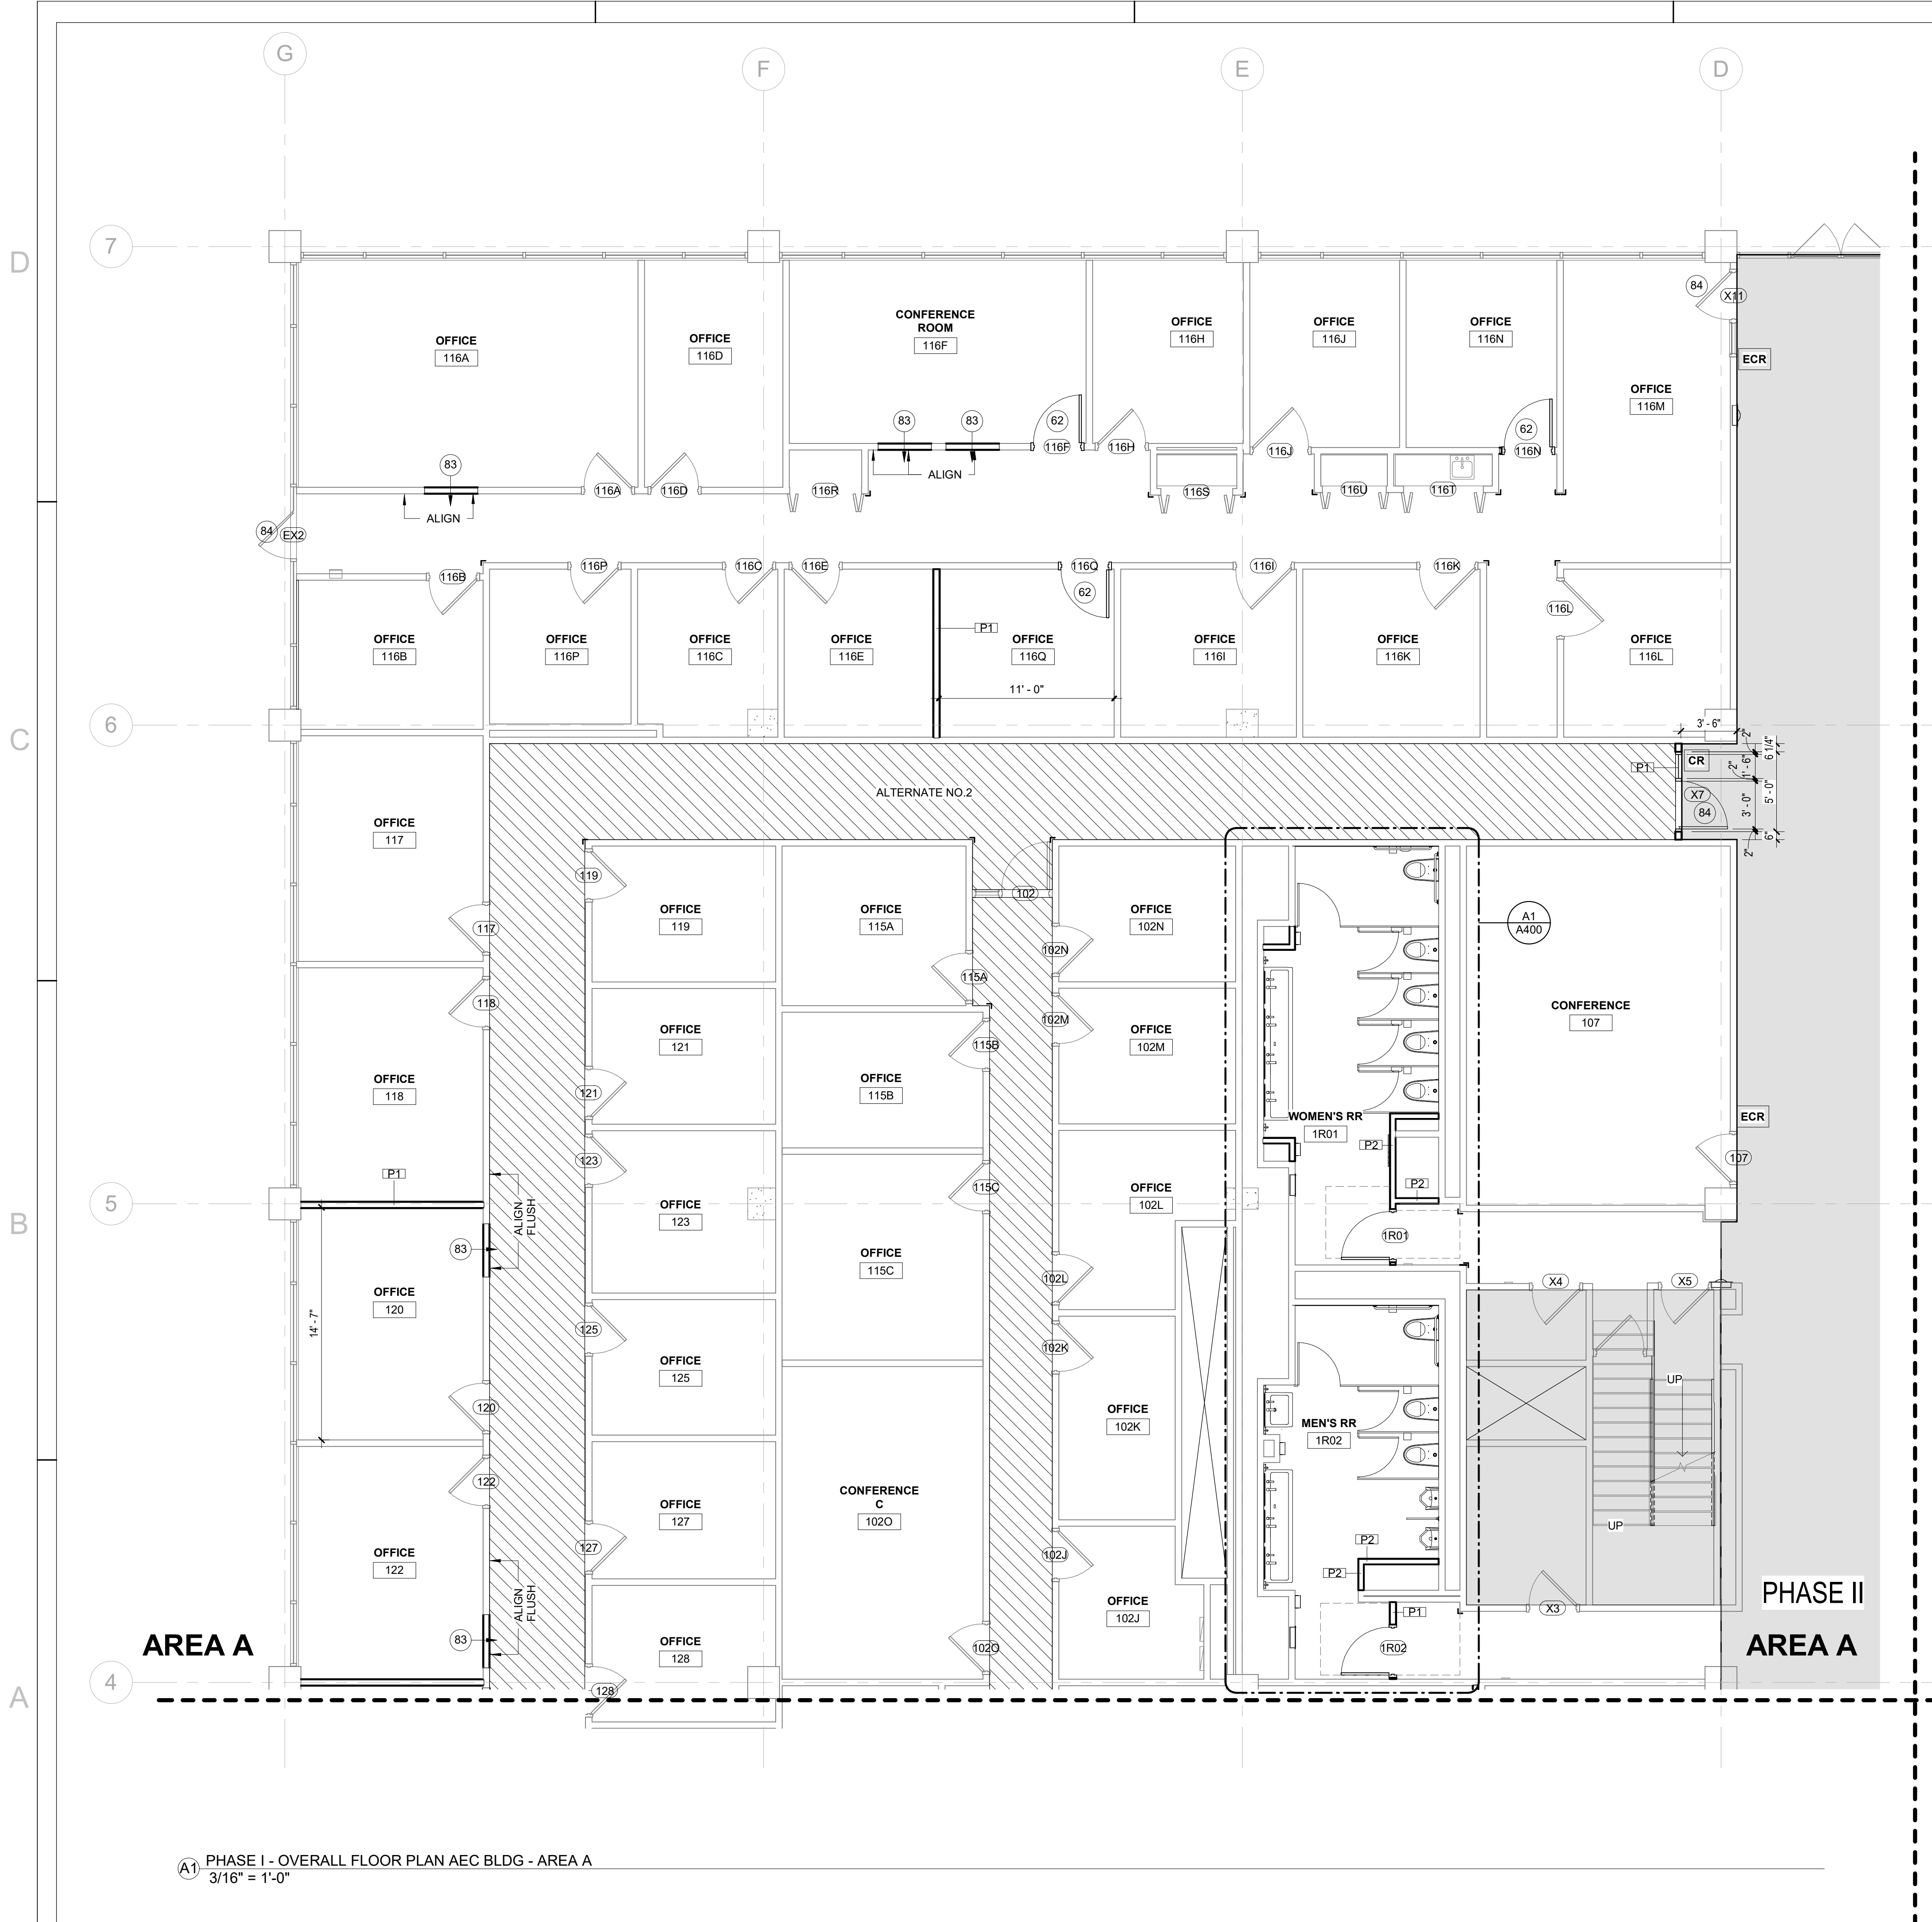 G
F
E
D
7
D
OFFICE
116A
OFFICE
116D
CONFERENCE
ROOM
116F
OFFICE
116H
OFFICE
116J
OFFICE
116N
84
X11
ECR
OFFICE
116M
83
83
83
62
62
116F
116H
116J
116N
ALIGN
ALIGN
116A
116D
116R
116S
116U
116T
84
EX2
116B
116P
116C
116E
116Q
62
116I
116K
116L
OFFICE
116B
OFFICE
116P
OFFICE
116C
OFFICE
116E
P1
OFFICE
116Q
OFFICE
116I
OFFICE
116K
OFFICE
116L
11' - 0"
6
C
3' - 6"
2"
6 1/4"
2"
1' - 6"
5' - 0"
3' - 0"
6"
2"
P1
CR
X7
84
ALTERNATE NO.2
OFFICE
117
117
119
OFFICE
119
OFFICE
115A
115A
102
OFFICE
102N
102N
A1
A400
118
OFFICE
118
OFFICE
121
121
115B
OFFICE
115B
102M
OFFICE
102M
CONFERENCE
107
WOMEN'S RR
1R01
P2
P2
ECR
107
P1
5
B
ALIGN
FLUSH
83
123
OFFICE
123
115C
OFFICE
115C
OFFICE
102L
102L
1R01
X4
X5
14' - 7"
OFFICE
120
120
125
OFFICE
125
102K
OFFICE
102K
MEN'S RR
1R02
UP
UP
122
OFFICE
122
CONFERENCE
C
102O
OFFICE
127
127
102J
OFFICE
102J
P2
P2
P1
X3
1R02
ALIGN
FLUSH
83
OFFICE
128
128
102O
PHASE II
AREA A
AREA A
4
A
A1
PHASE I - OVERALL FLOOR PLAN AEC BLDG - AREA A
3/16" = 1'-0"